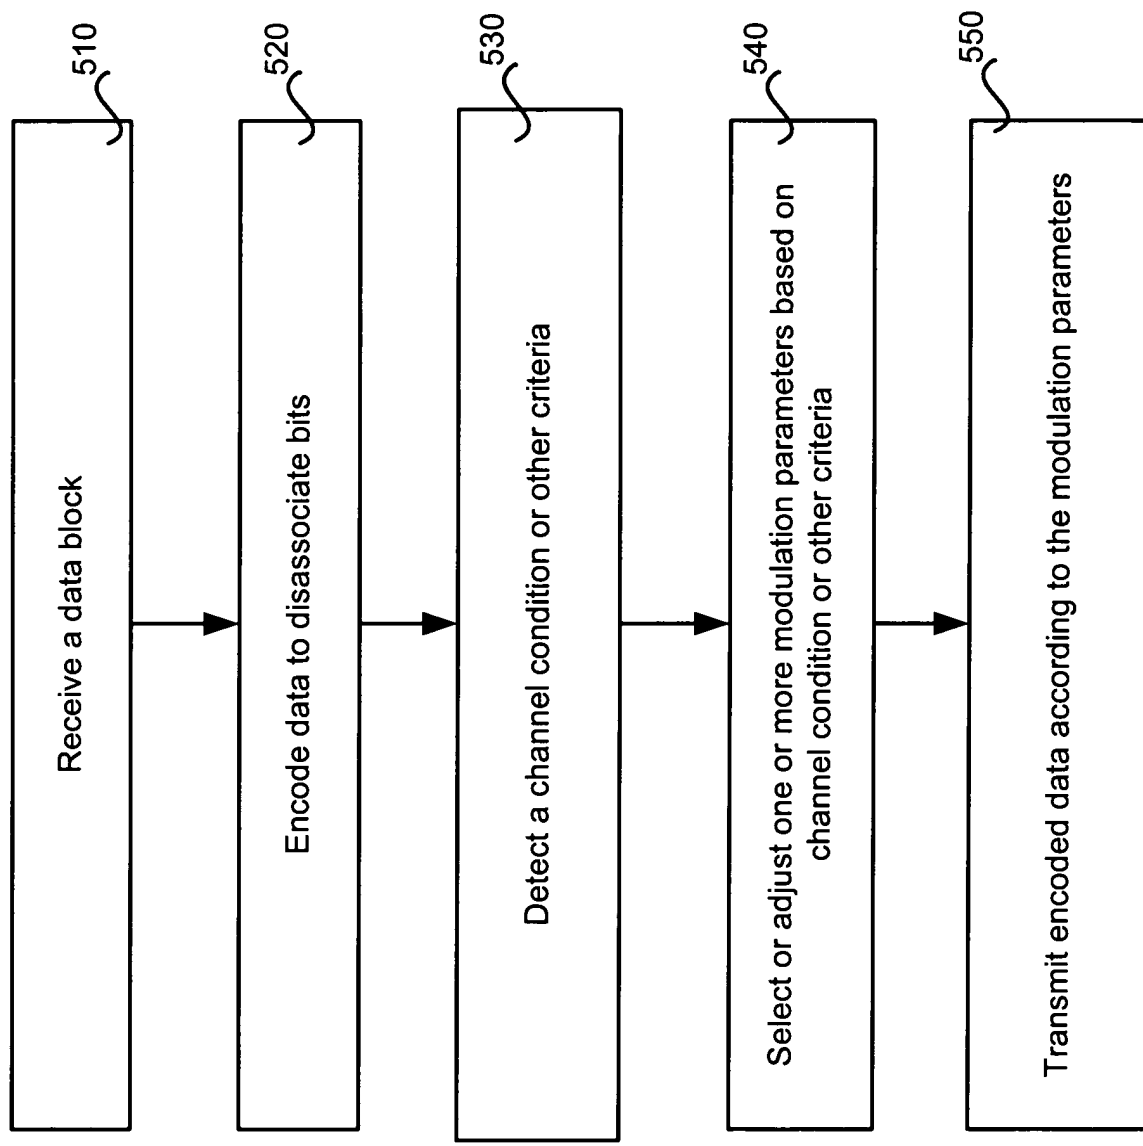 510
Receive a data block
520
Encode data to disassociate bits
530
Detect a channel condition or other criteria
540
Select or adjust one or more modulation parameters based on
channel condition or other criteria
550
Transmit encoded data according to the modulation parameters